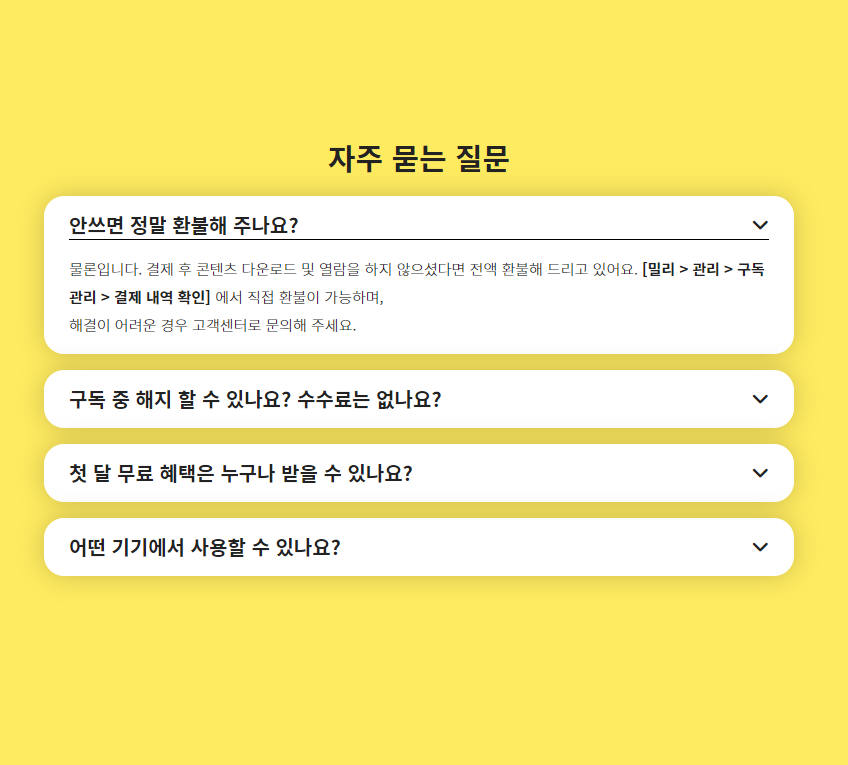 자주 묻는 질문
안쓰면 정말 환불해 주나요?
물론입니다. 결제 후 콘텐츠 다운로드 및 열람을 하지 않으셨다면 전액 환불해 드리고 있어요. [밀리 > 관리 > 구독
관리 > 결제 내역 확인] 에서 직접 환불이 가능하며,
해결이 어려운 경우 고객센터로 문의해 주세요.
구독 중 해지 할 수 있나요? 수수료는 없나요?
첫 달 무료 혜택은 누구나 받을 수 있나요?
어떤 기기에서 사용할 수 있나요?